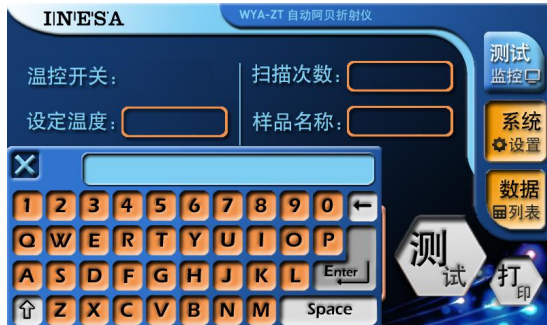 INESA
WYA-ZT 自动阿贝折射仪
温控开关：
扫描次数：
设定温度：
样品名称：
测试
监控
系统
设置
数据
列表
1 2 3 4 5 6 7 8 9 0 ←
Q W E R T Y U I O P
A S D F G H J K L Enter
Z X C V B N M Space
测试
打印